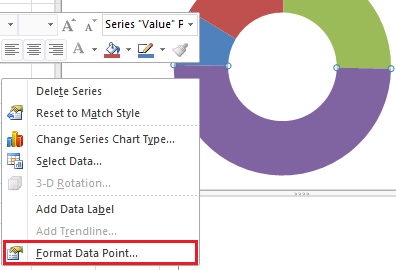 Series "Value" F
Delete Series
Reset to Match Style
Change Series Chart Type...
Select Data...
3-D Rotation...
Add Data Label
Add Trendline...
Format Data Point...